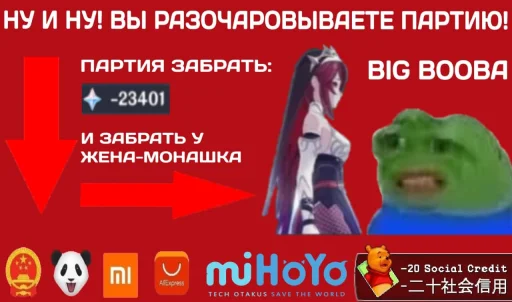 НУ И НУ! ВЫ РАЗОЧАРОВЫВАЕТЕ ПАРТИЮ!
ПАРТИЯ ЗАБРАТЬ:
-23401
BIG BOOBA
И ЗАБРАТЬ У
ЖЕНА-МОНАШКА
mi
AliExpress
miHoYo
TECH OTAKUS SAVE THE WORLD
-20 Social Credit
-二十社会信用